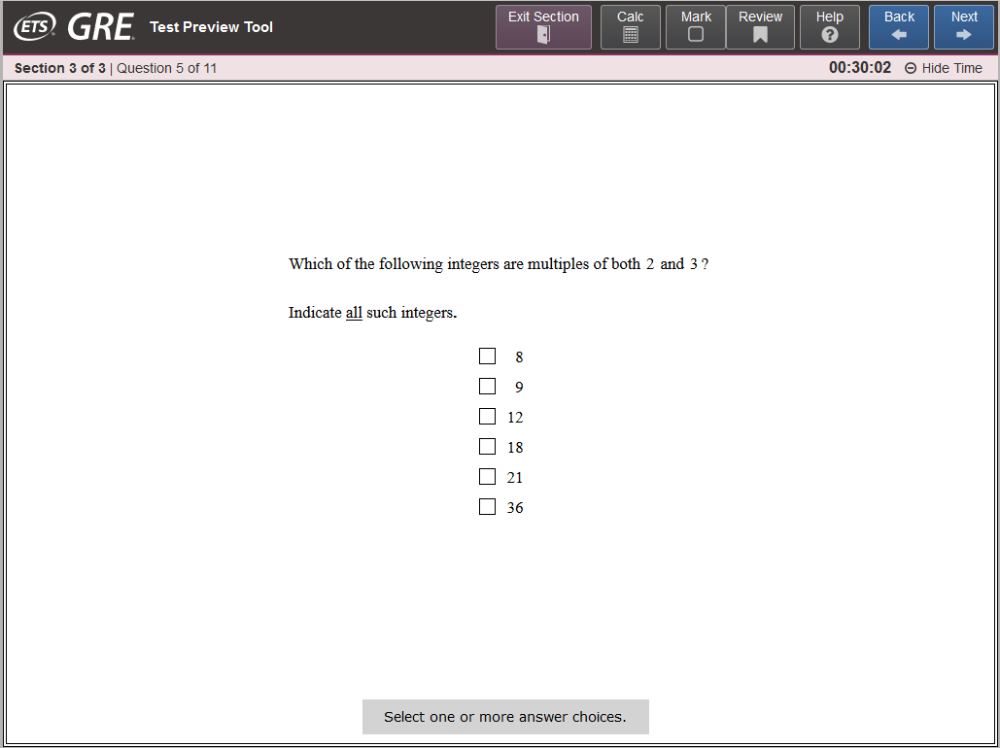 ETS GRE Test Preview Tool Exit Section Calc Mark Review Help Back Next
Section 3 of 3 | Question 5 of 11 00:30:02 Hide Time
Which of the following integers are multiples of both 2 and 3 ?
Indicate all such integers.
8
9
12
18
21
36
Select one or more answer choices.